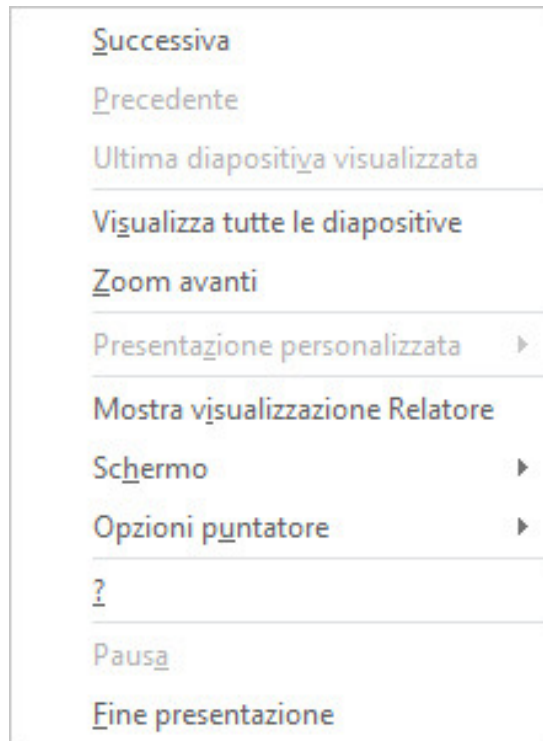 Successiva
Precedente
Ultima diapositiva visualizzata
Visualizza tutte le diapositive
Zoom avanti
Presentazione personalizzata
Mostra visualizzazione Relatore
Schermo
Opzioni puntatore
?
Pausa
Fine presentazione